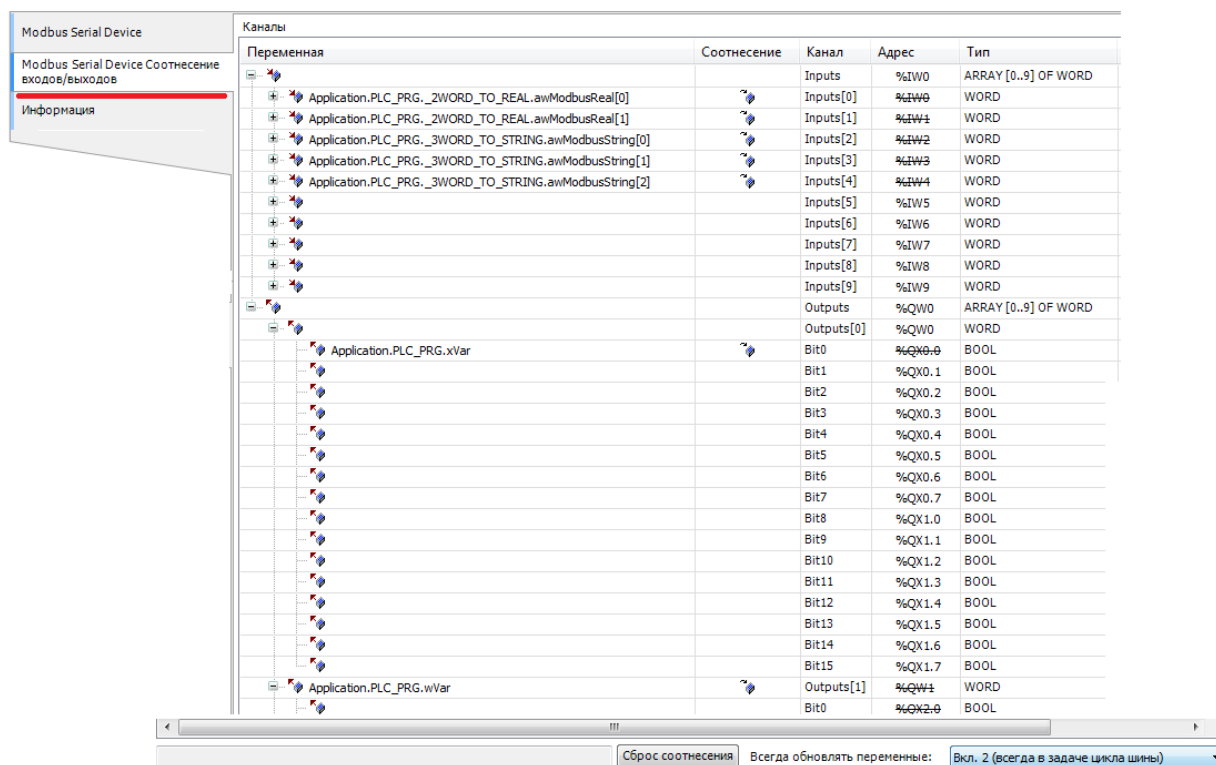 Modbus Serial Device
Modbus Serial Device Соотнесение
входов/выходов
Информация
Каналы
Переменная Соотнесение Канал Адрес Тип
Inputs %IW0 ARRAY [0..9] OF WORD
Application.PLC_PRG._2WORD_TO_REAL.awModbusReal[0] Inputs[0] %IW0 WORD
Application.PLC_PRG._2WORD_TO_REAL.awModbusReal[1] Inputs[1] %IW1 WORD
Application.PLC_PRG._3WORD_TO_STRING.awModbusString[0] Inputs[2] %IW2 WORD
Application.PLC_PRG._3WORD_TO_STRING.awModbusString[1] Inputs[3] %IW3 WORD
Application.PLC_PRG._3WORD_TO_STRING.awModbusString[2] Inputs[4] %IW4 WORD
Inputs[5] %IW5 WORD
Inputs[6] %IW6 WORD
Inputs[7] %IW7 WORD
Inputs[8] %IW8 WORD
Inputs[9] %IW9 WORD
Outputs %QW0 ARRAY [0..9] OF WORD
Outputs[0] %QW0 WORD
Application.PLC_PRG.xVar Bit0 %QX0.0 BOOL
Bit1 %QX0.1 BOOL
Bit2 %QX0.2 BOOL
Bit3 %QX0.3 BOOL
Bit4 %QX0.4 BOOL
Bit5 %QX0.5 BOOL
Bit6 %QX0.6 BOOL
Bit7 %QX0.7 BOOL
Bit8 %QX1.0 BOOL
Bit9 %QX1.1 BOOL
Bit10 %QX1.2 BOOL
Bit11 %QX1.3 BOOL
Bit12 %QX1.4 BOOL
Bit13 %QX1.5 BOOL
Bit14 %QX1.6 BOOL
Bit15 %QX1.7 BOOL
Application.PLC_PRG.wVar Outputs[1] %QW1 WORD
Bit0 %QX2.0 BOOL
Сброс соотнесения Всегда обновлять переменные: Вкл. 2 (всегда в задаче цикла шины)